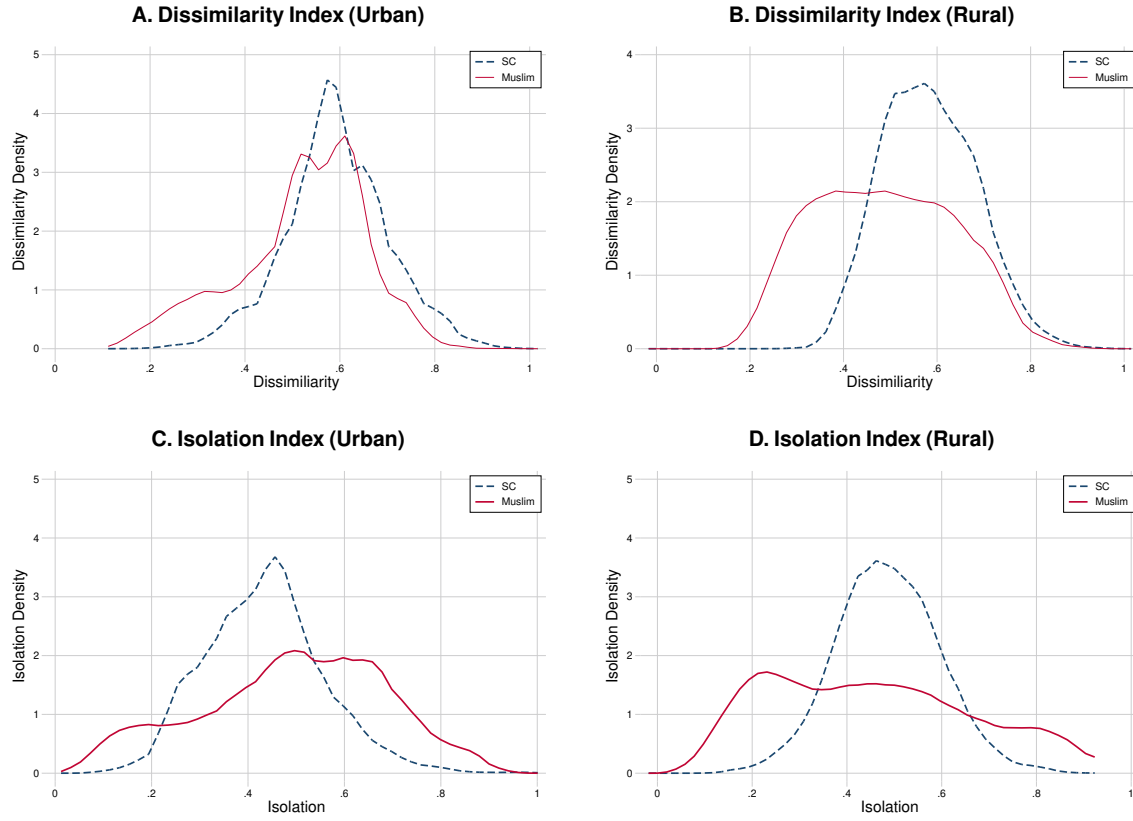 A. Dissimilarity Index (Urban)
5
4
3
2
1
0
Dissimilarity Density
0 .2 .4 .6 .8 1
Dissimiliarity
SC
Muslim
B. Dissimilarity Index (Rural)
4
3
2
1
0
Dissimilarity Density
0 .2 .4 .6 .8 1
Dissimiliarity
SC
Muslim
C. Isolation Index (Urban)
5
4
3
2
1
0
Isolation Density
0 .2 .4 .6 .8 1
Isolation
SC
Muslim
D. Isolation Index (Rural)
5
4
3
2
1
0
Isolation Density
0 .2 .4 .6 .8 1
Isolation
SC
Muslim